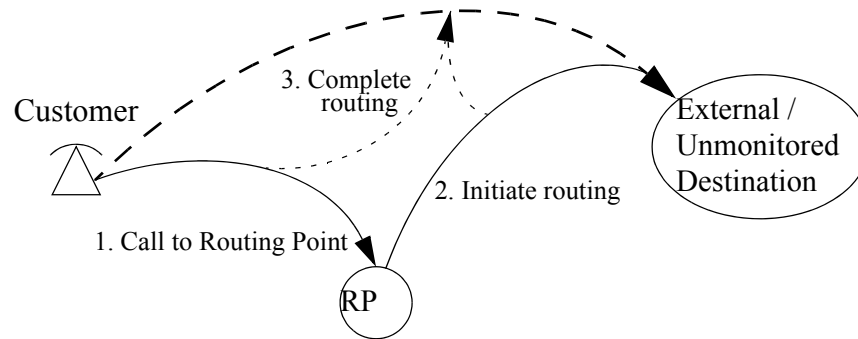 3. Complete
routing
Customer
External /
Unmonitored
Destination
2. Initiate routing
1. Call to Routing Point
RP